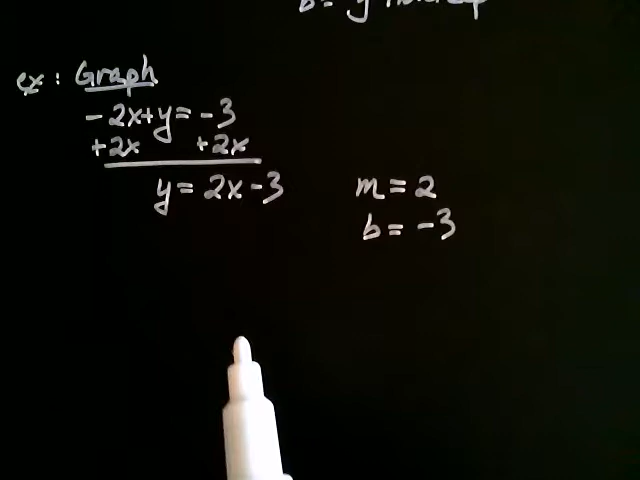 b = y
ex: Graph
-2x+y=-3
+2x +2x
y = 2x-3
m = 2
b = -3